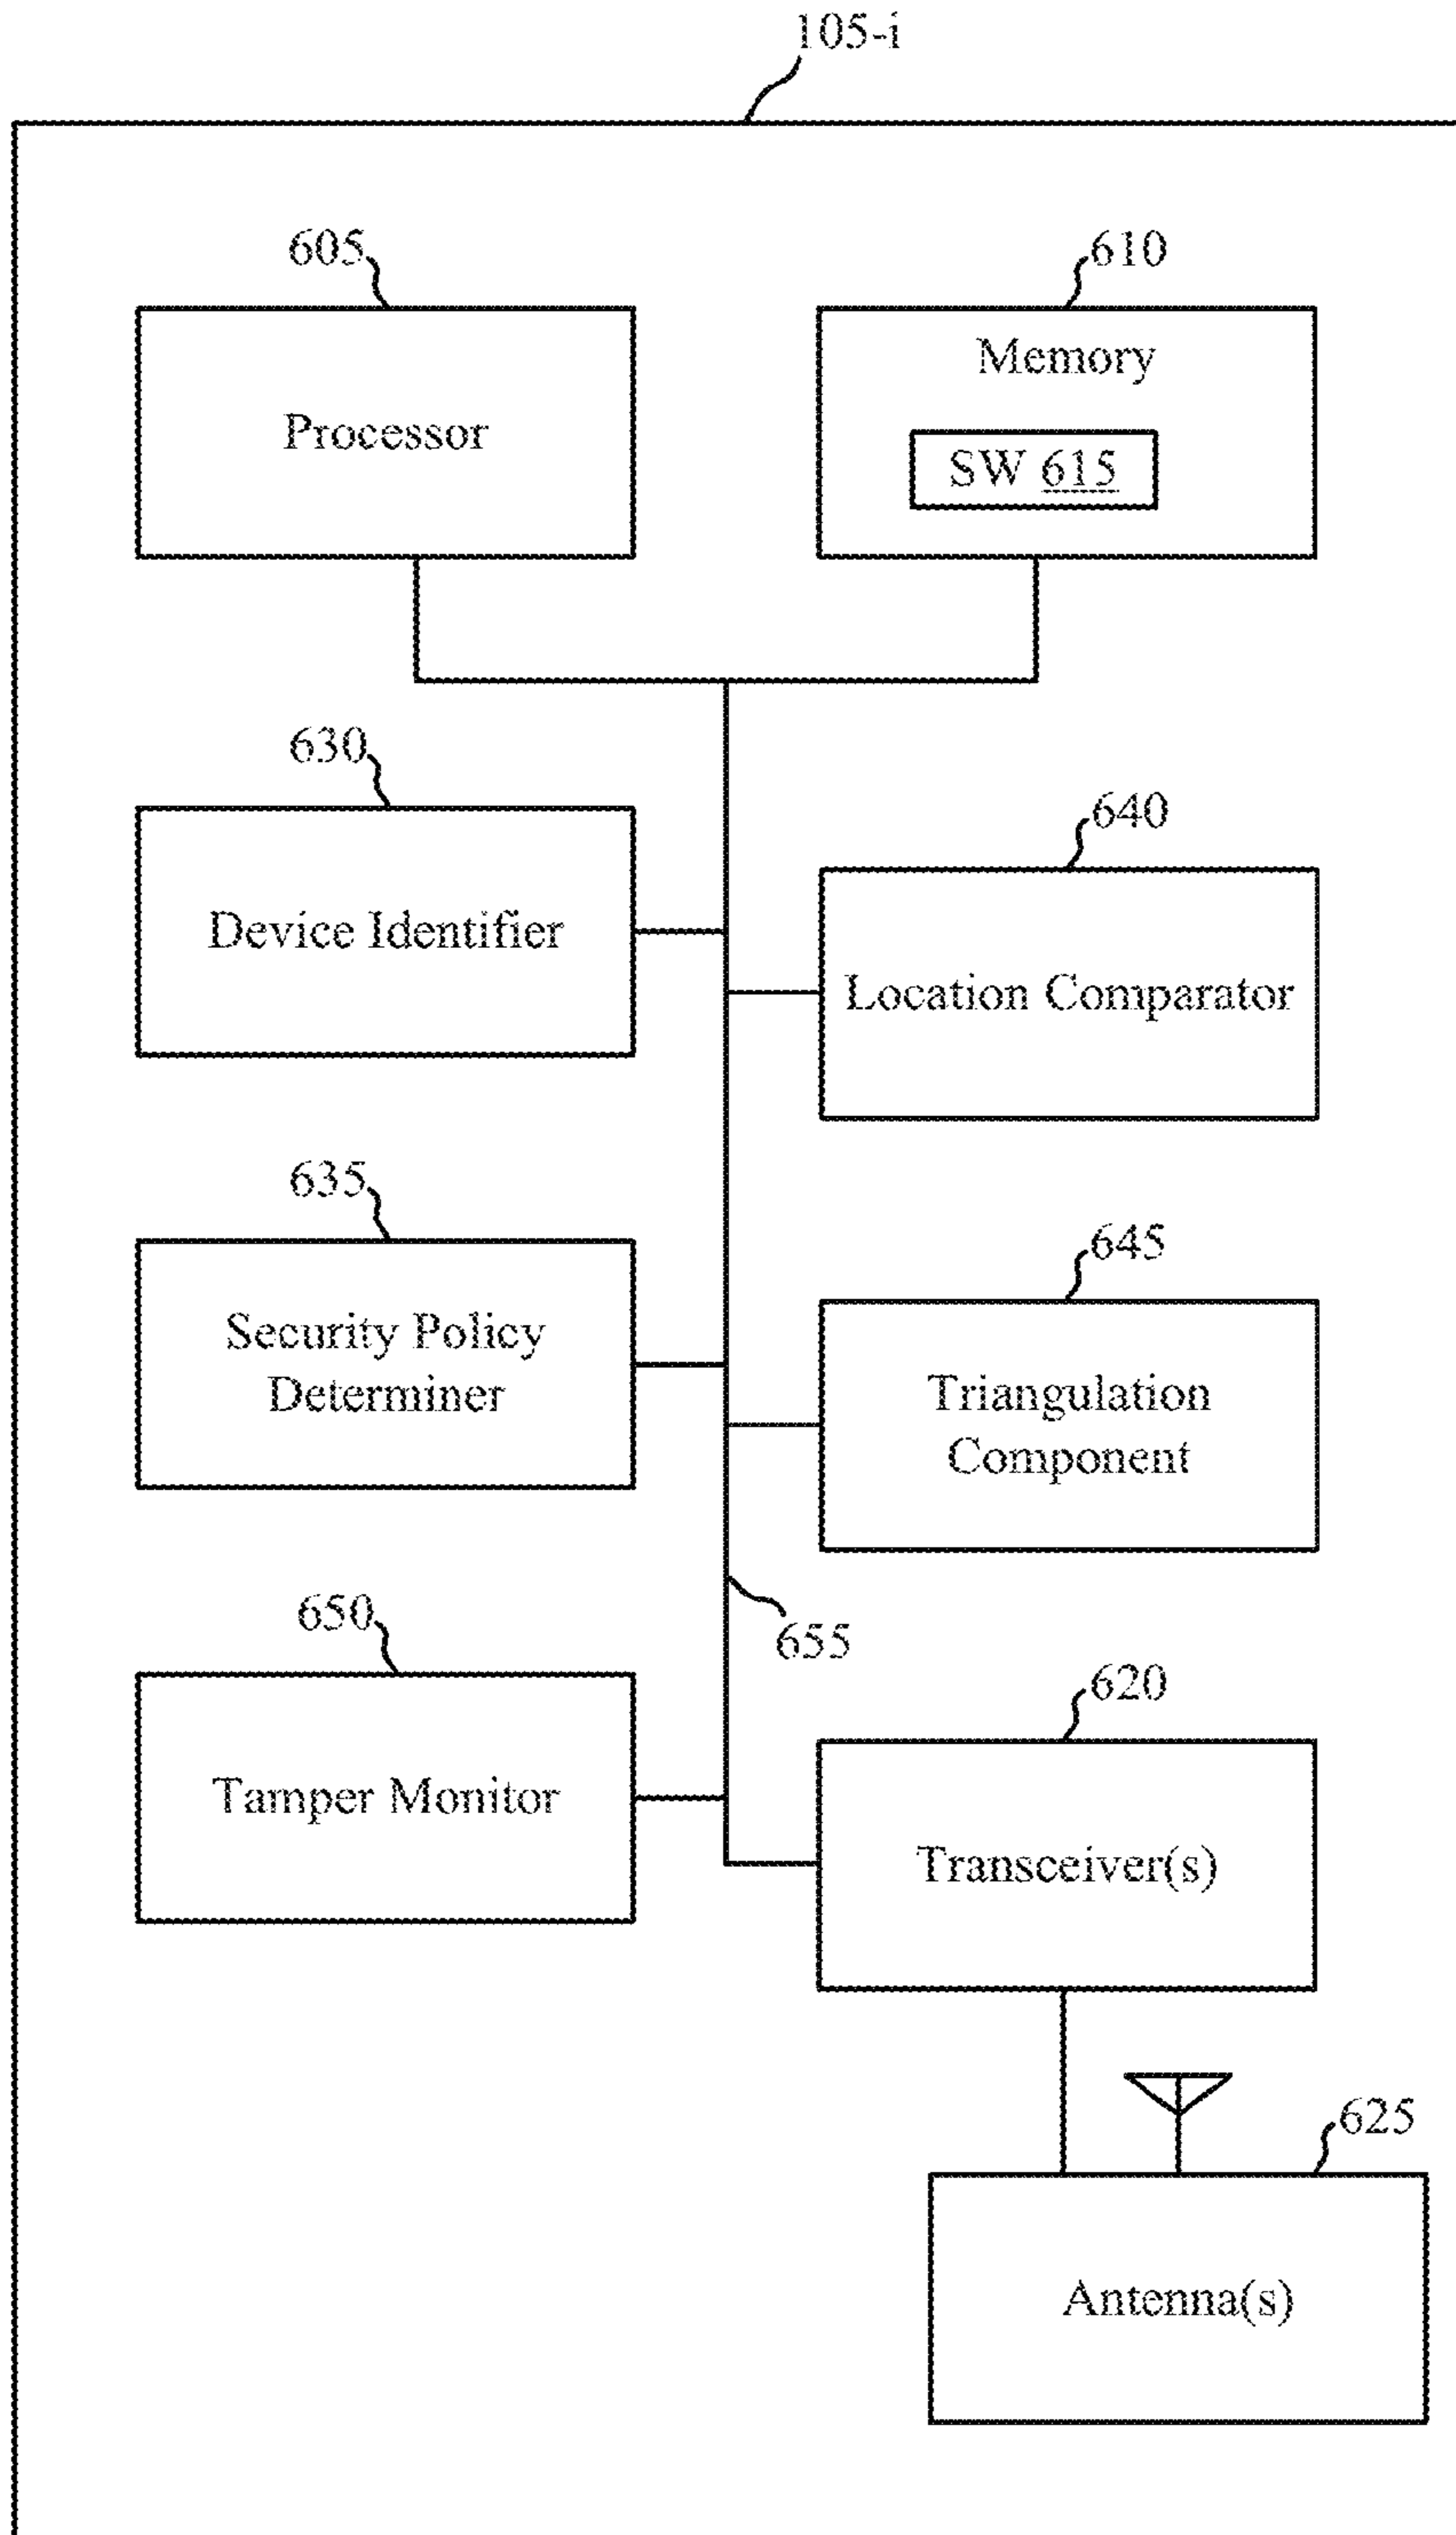 105-i
605
610
Processor
Memory
SW 615
630
640
Device Identifier
Location Comparator
635
645
Security Policy
Determiner
Triangulation
Component
650
655
620
Tamper Monitor
Transceiver(s)
625
Antenna(s)